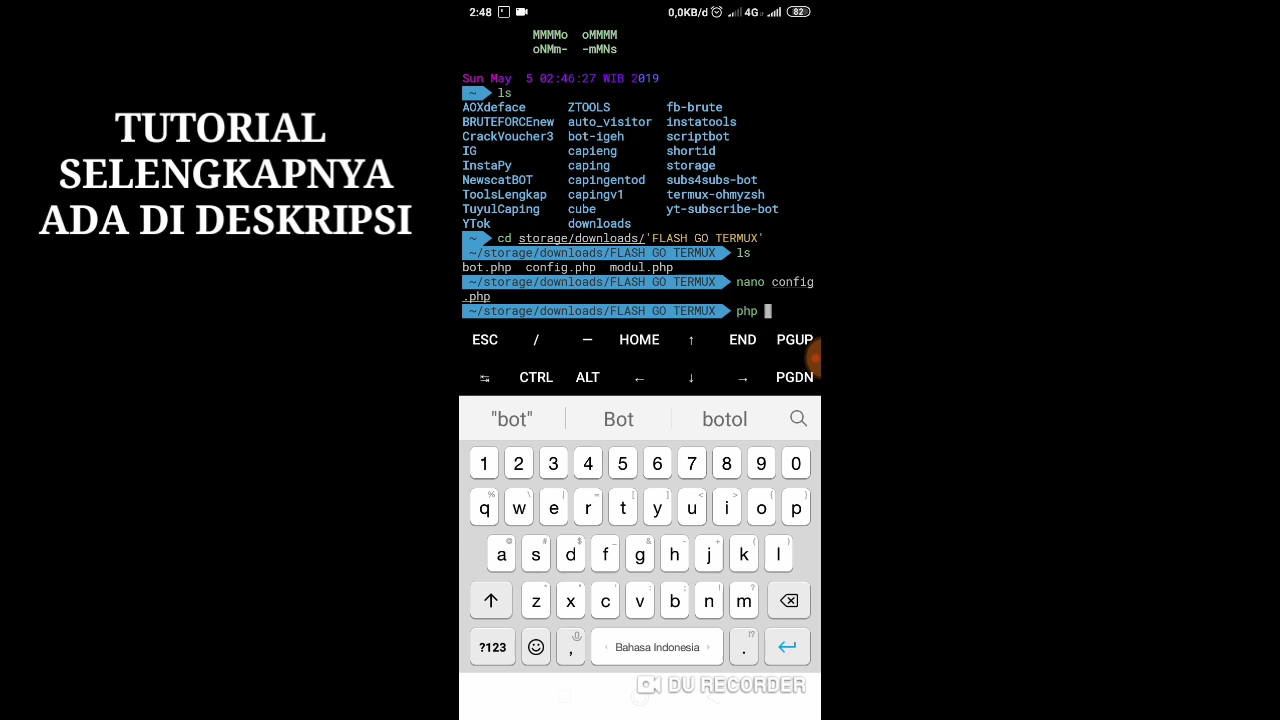 TUTORIAL
SELENGKAPNYA
ADA DI DESKRIPSI
2:48 0,0KB/d 4G 82
MMMMo oMMMM
oNMm- -mMNs
Sun May 5 02:46:27 WIB 2019
~ ls
AOXdeface ZTOOLS fb-brute
BRUTEFORCEnew auto_visitor instatools
CrackVoucher3 bot-igeh scriptbot
IG capieng shortid
InstaPy caping storage
NewscatBOT capingentod subs4subs-bot
ToolsLengkap capingv1 termux-ohmyzsh
TuyulCaping cube yt-subscribe-bot
YTok downloads
~ cd storage/downloads/'FLASH GO TERMUX'
~/storage/downloads/FLASH GO TERMUX ls
bot.php config.php modul.php
~/storage/downloads/FLASH GO TERMUX nano config
.php
~/storage/downloads/FLASH GO TERMUX php
ESC / — HOME ↑ END PGUP
⇆ CTRL ALT ← ↓ → PGDN
"bot" Bot botol
1 2 3 4 5 6 7 8 9 0
% \ | = [ ] < > { }
q w e r t y u i o p
@ # $ _ & - + ( )
a s d f g h j k l
* " ' : ; ! ?
z x c v b n m
?123 , Bahasa Indonesia . !?
DU RECORDER